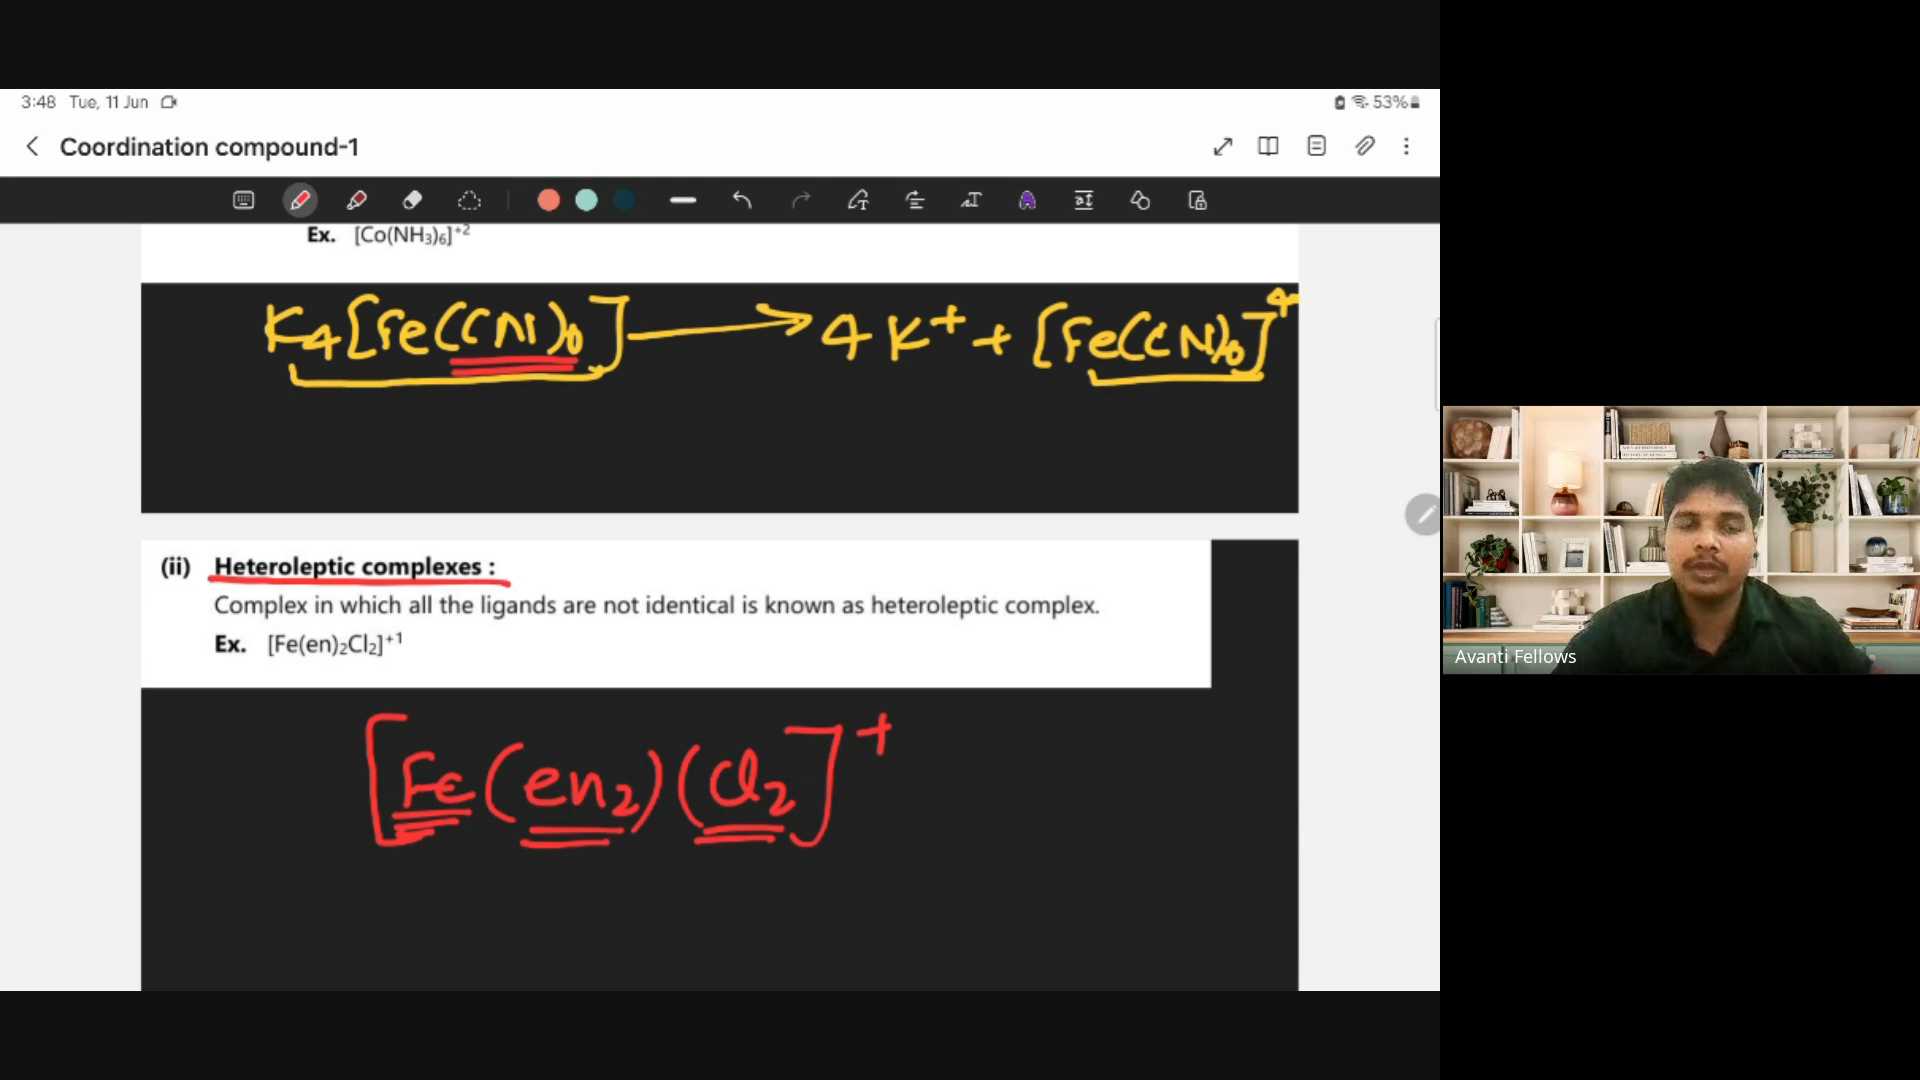 3:48 Tue, 11 Jun
53%
Coordination compound-1
Ex. [Co(NH₃)₆]⁺²
K₄[Fe(CN)₆] ⟶ 4K⁺ + [Fe(CN)₆]⁴⁻
(ii) Heteroleptic complexes :
Complex in which all the ligands are not identical is known as heteroleptic complex.
Ex. [Fe(en)₂Cl₂]⁺¹
[Fe(en₂)(Cl₂]⁺
Avanti Fellows